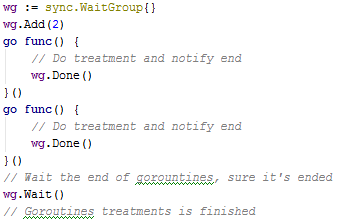 wg := sync.WaitGroup{}
wg.Add(2)
go func() {
    // Do treatment and notify end
    wg.Done()
}()
go func() {
    // Do treatment and notify end
    wg.Done()
}()
// Wait the end of gorountines, sure it's ended
wg.Wait()
// Goroutines treatments is finished